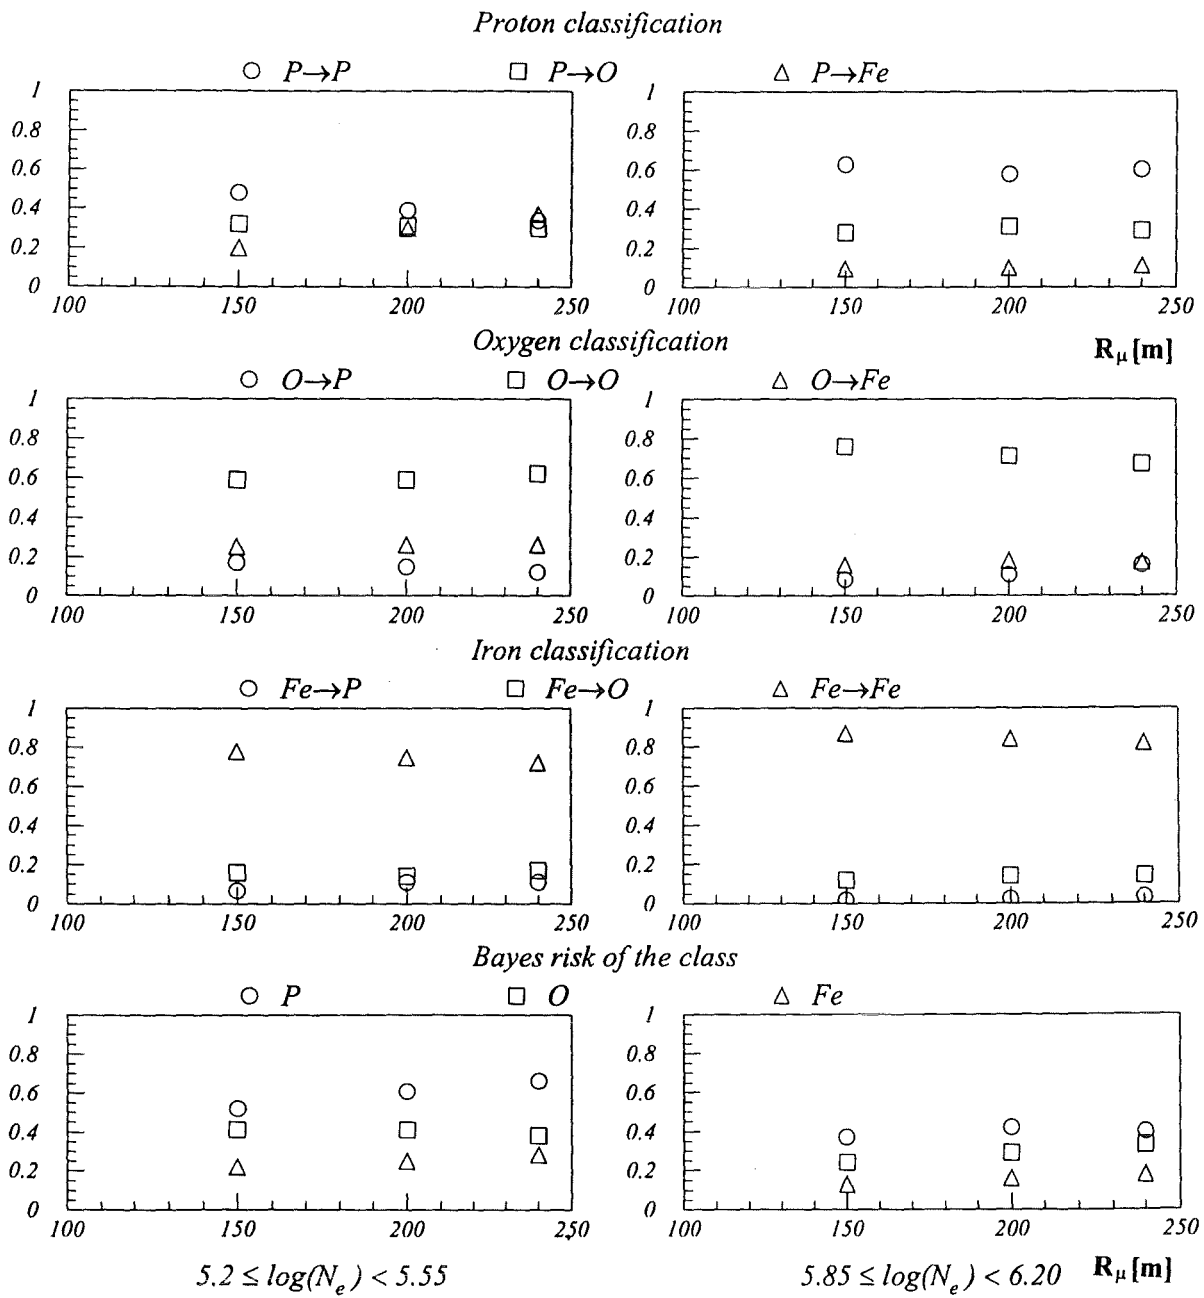 Proton classification
○ P→P □ P→O △ P→Fe
1
0.8
0.6
0.4
0.2
0
100 150 200 250
1
0.8
0.6
0.4
0.2
0
100 150 200 250
R_μ [m]
Oxygen classification
○ O→P □ O→O △ O→Fe
1
0.8
0.6
0.4
0.2
0
100 150 200 250
1
0.8
0.6
0.4
0.2
0
100 150 200 250
Iron classification
○ Fe→P □ Fe→O △ Fe→Fe
1
0.8
0.6
0.4
0.2
0
100 150 200 250
1
0.8
0.6
0.4
0.2
0
100 150 200 250
Bayes risk of the class
○ P □ O △ Fe
1
0.8
0.6
0.4
0.2
0
100 150 200 250
1
0.8
0.6
0.4
0.2
0
100 150 200 250
5.2 ≤ log(N_e) < 5.55
5.85 ≤ log(N_e) < 6.20
R_μ [m]